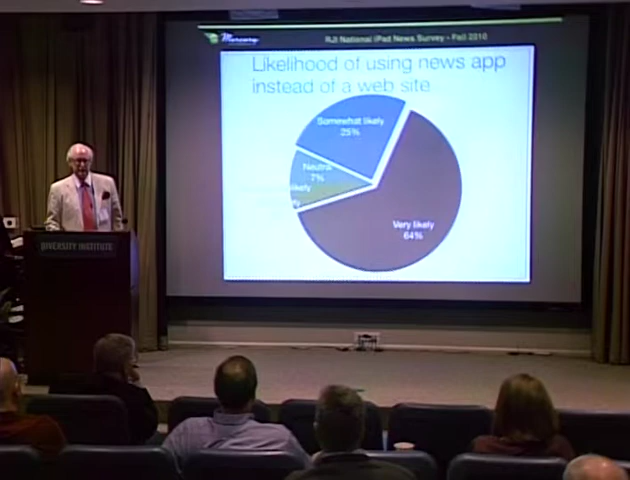 RJI National iPad News Survey - Fall 2010
Likelihood of using news app
instead of a web site
Somewhat likely
25%
Neutral
7%
likely
Very likely
64%
DIVERSITY INSTITUTE